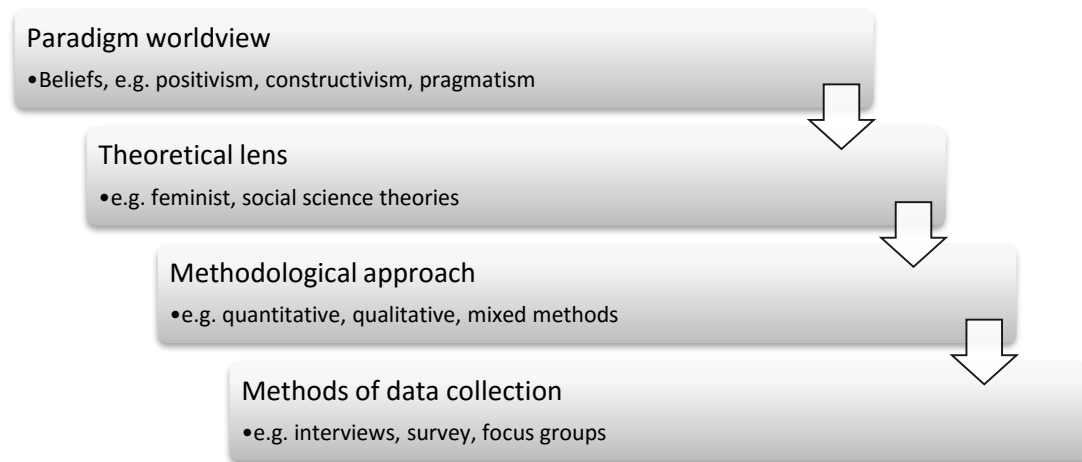 Paradigm worldview
•Beliefs, e.g. positivism, constructivism, pragmatism
Theoretical lens
•e.g. feminist, social science theories
Methodological approach
•e.g. quantitative, qualitative, mixed methods
Methods of data collection
•e.g. interviews, survey, focus groups